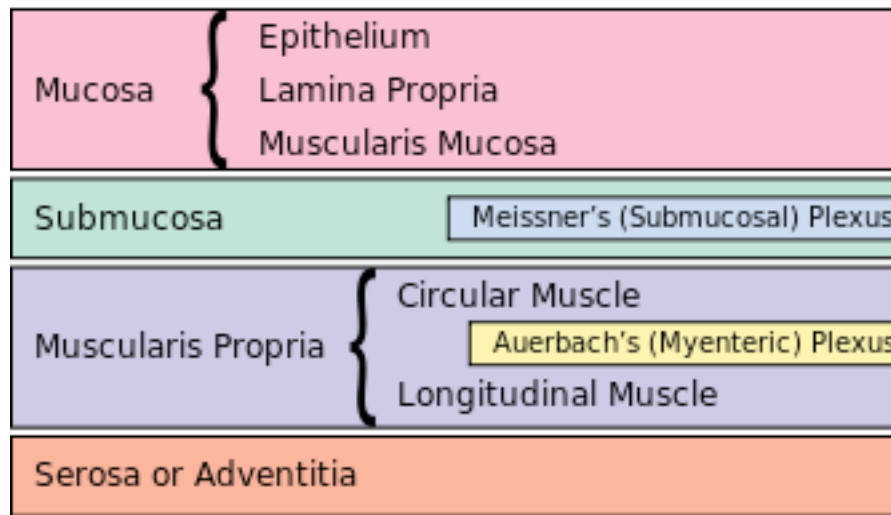 Epithelium
Mucosa
Lamina Propria
Muscularis Mucosa
Submucosa
Meissner's (Submucosal) Plexus
Circular Muscle
Auerbach's (Myenteric) Plexus
Muscularis Propria
Longitudinal Muscle
Serosa or Adventitia